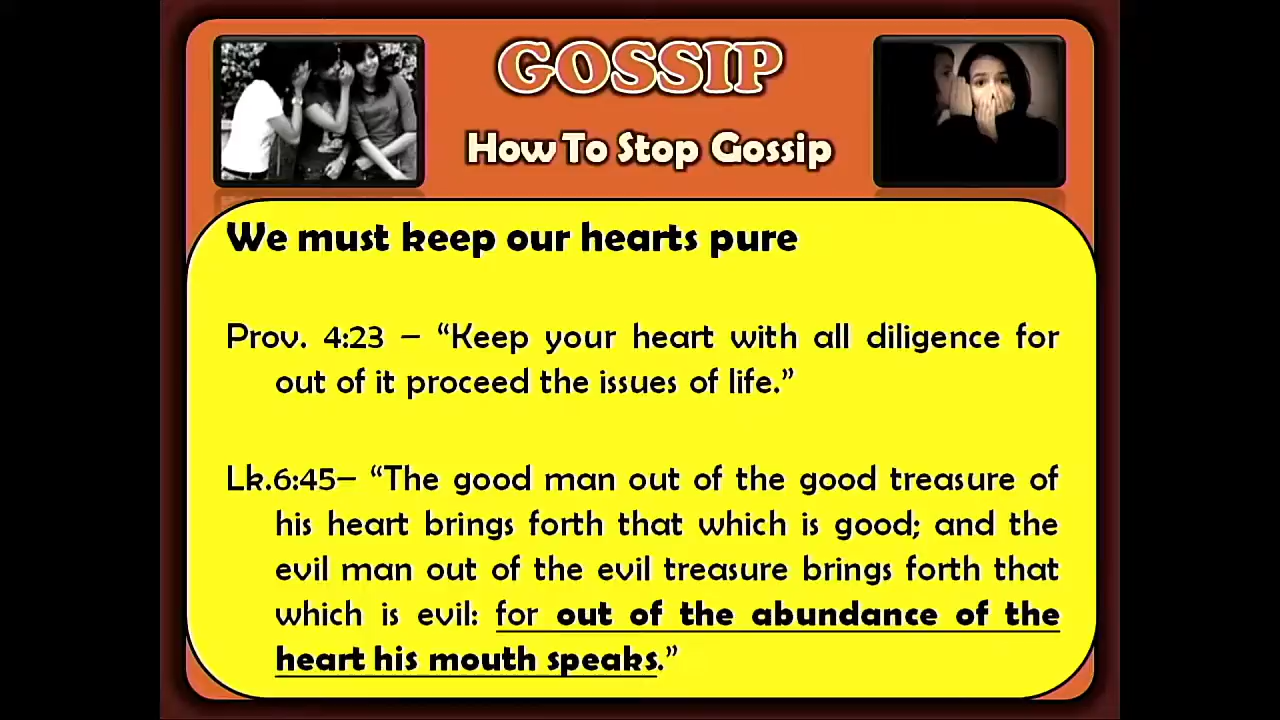 GOSSIP
How To Stop Gossip
We must keep our hearts pure
Prov. 4:23 – “Keep your heart with all diligence for
out of it proceed the issues of life.”
Lk.6:45– “The good man out of the good treasure of
his heart brings forth that which is good; and the
evil man out of the evil treasure brings forth that
which is evil: for out of the abundance of the
heart his mouth speaks.”